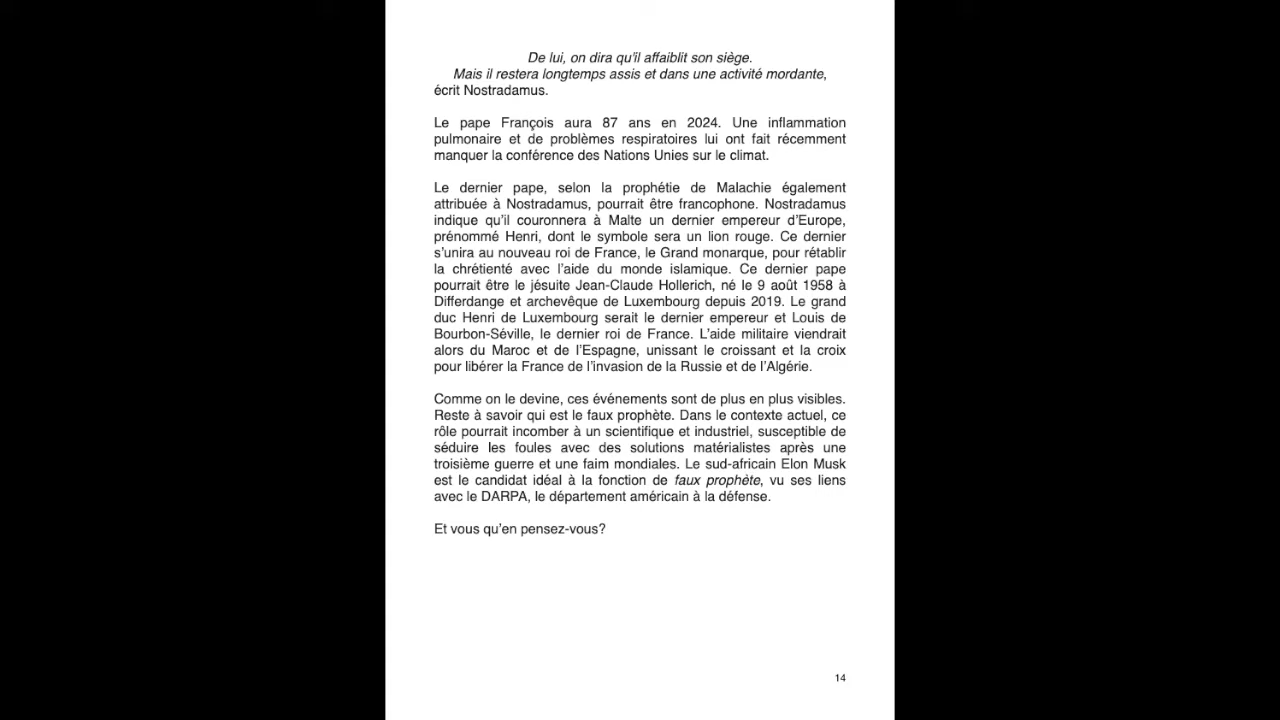 De lui, on dira qu'il affaiblit son siège.
Mais il restera longtemps assis et dans une activité mordante,
écrit Nostradamus.
Le pape François aura 87 ans en 2024. Une inflammation
pulmonaire et de problèmes respiratoires lui ont fait récemment
manquer la conférence des Nations Unies sur le climat.
Le dernier pape, selon la prophétie de Malachie également
attribuée à Nostradamus, pourrait être francophone. Nostradamus
indique qu'il couronnera à Malte un dernier empereur d'Europe,
prénommé Henri, dont le symbole sera un lion rouge. Ce dernier
s'unira au nouveau roi de France, le Grand monarque, pour rétablir
la chrétienté avec l'aide du monde islamique. Ce dernier pape
pourrait être le jésuite Jean-Claude Hollerich, né le 9 août 1958 à
Differdange et archevêque de Luxembourg depuis 2019. Le grand
duc Henri de Luxembourg serait le dernier empereur et Louis de
Bourbon-Séville, le dernier roi de France. L'aide militaire viendrait
alors du Maroc et de l'Espagne, unissant le croissant et la croix
pour libérer la France de l'invasion de la Russie et de l'Algérie.
Comme on le devine, ces événements sont de plus en plus visibles.
Reste à savoir qui est le faux prophète. Dans le contexte actuel, ce
rôle pourrait incomber à un scientifique et industriel, susceptible de
séduire les foules avec des solutions matérialistes après une
troisième guerre et une faim mondiales. Le sud-africain Elon Musk
est le candidat idéal à la fonction de faux prophète, vu ses liens
avec le DARPA, le département américain à la défense.
Et vous qu'en pensez-vous?
14